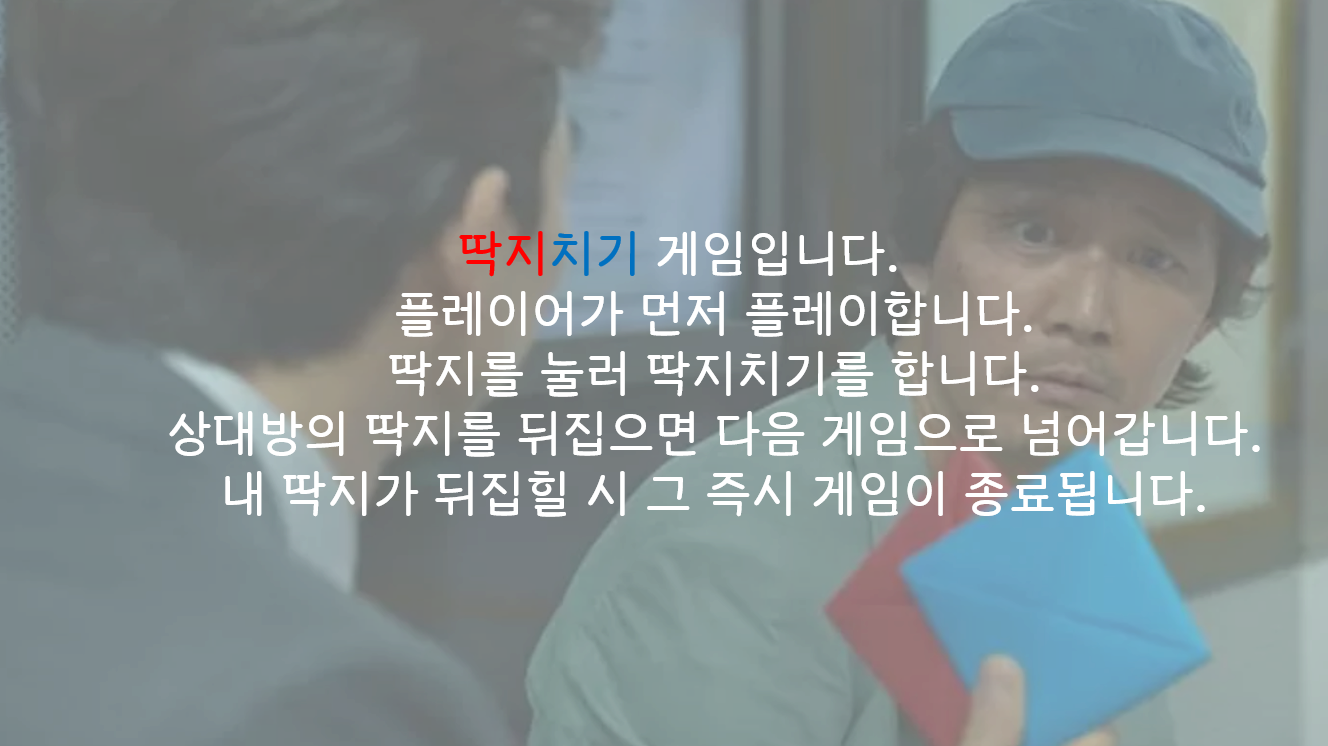 딱지치기 게임입니다.
플레이어가 먼저 플레이합니다.
딱지를 눌러 딱지치기를 합니다.
상대방의 딱지를 뒤집으면 다음 게임으로 넘어갑니다.
내 딱지가 뒤집힐 시 그 즉시 게임이 종료됩니다.